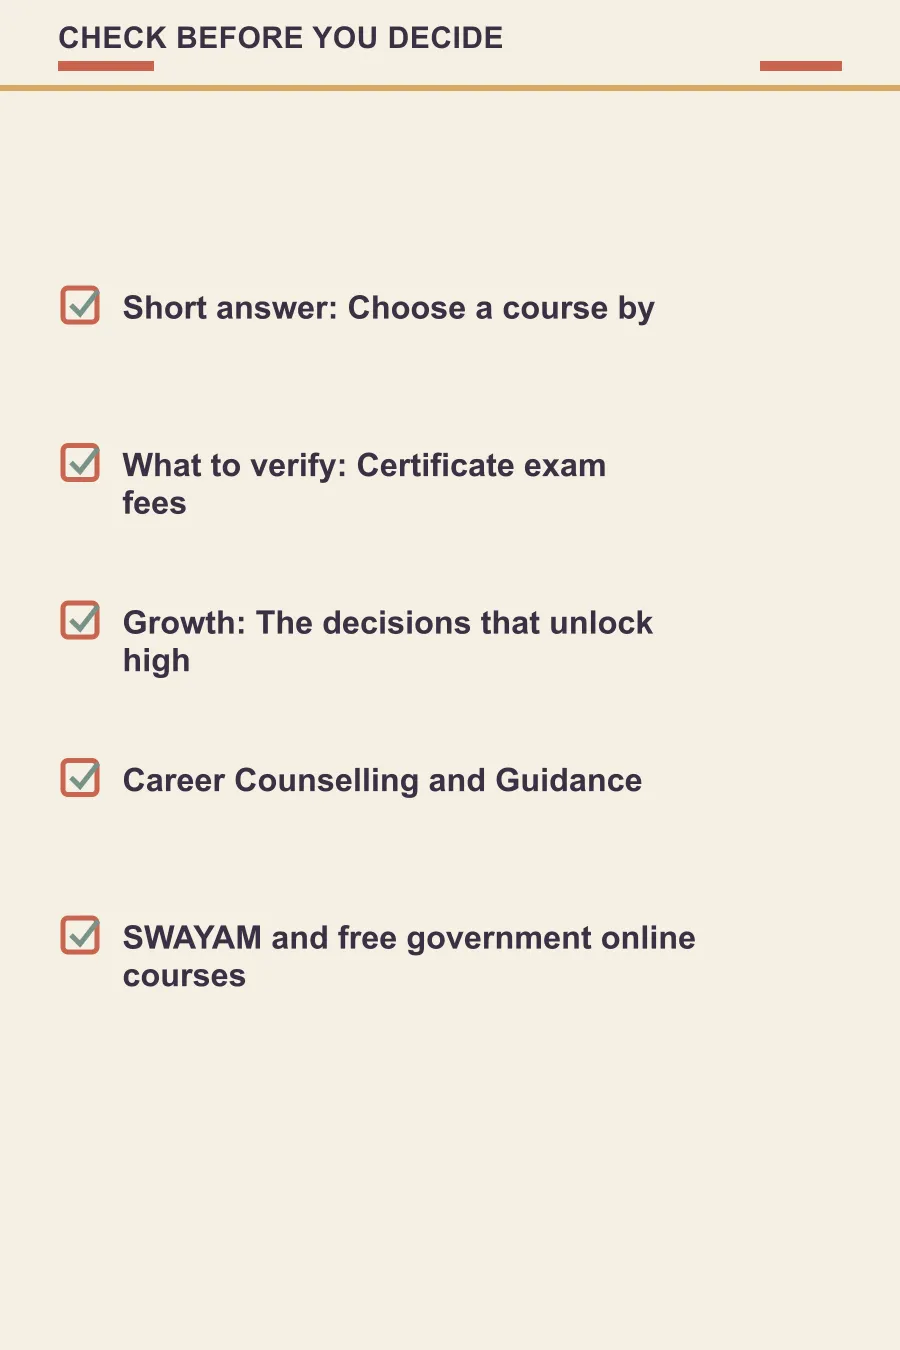 CHECK BEFORE YOU DECIDE
Short answer: Choose a course by
What to verify: Certificate exam
fees
Growth: The decisions that unlock
high
Career Counselling and Guidance
SWAYAM and free government online
courses